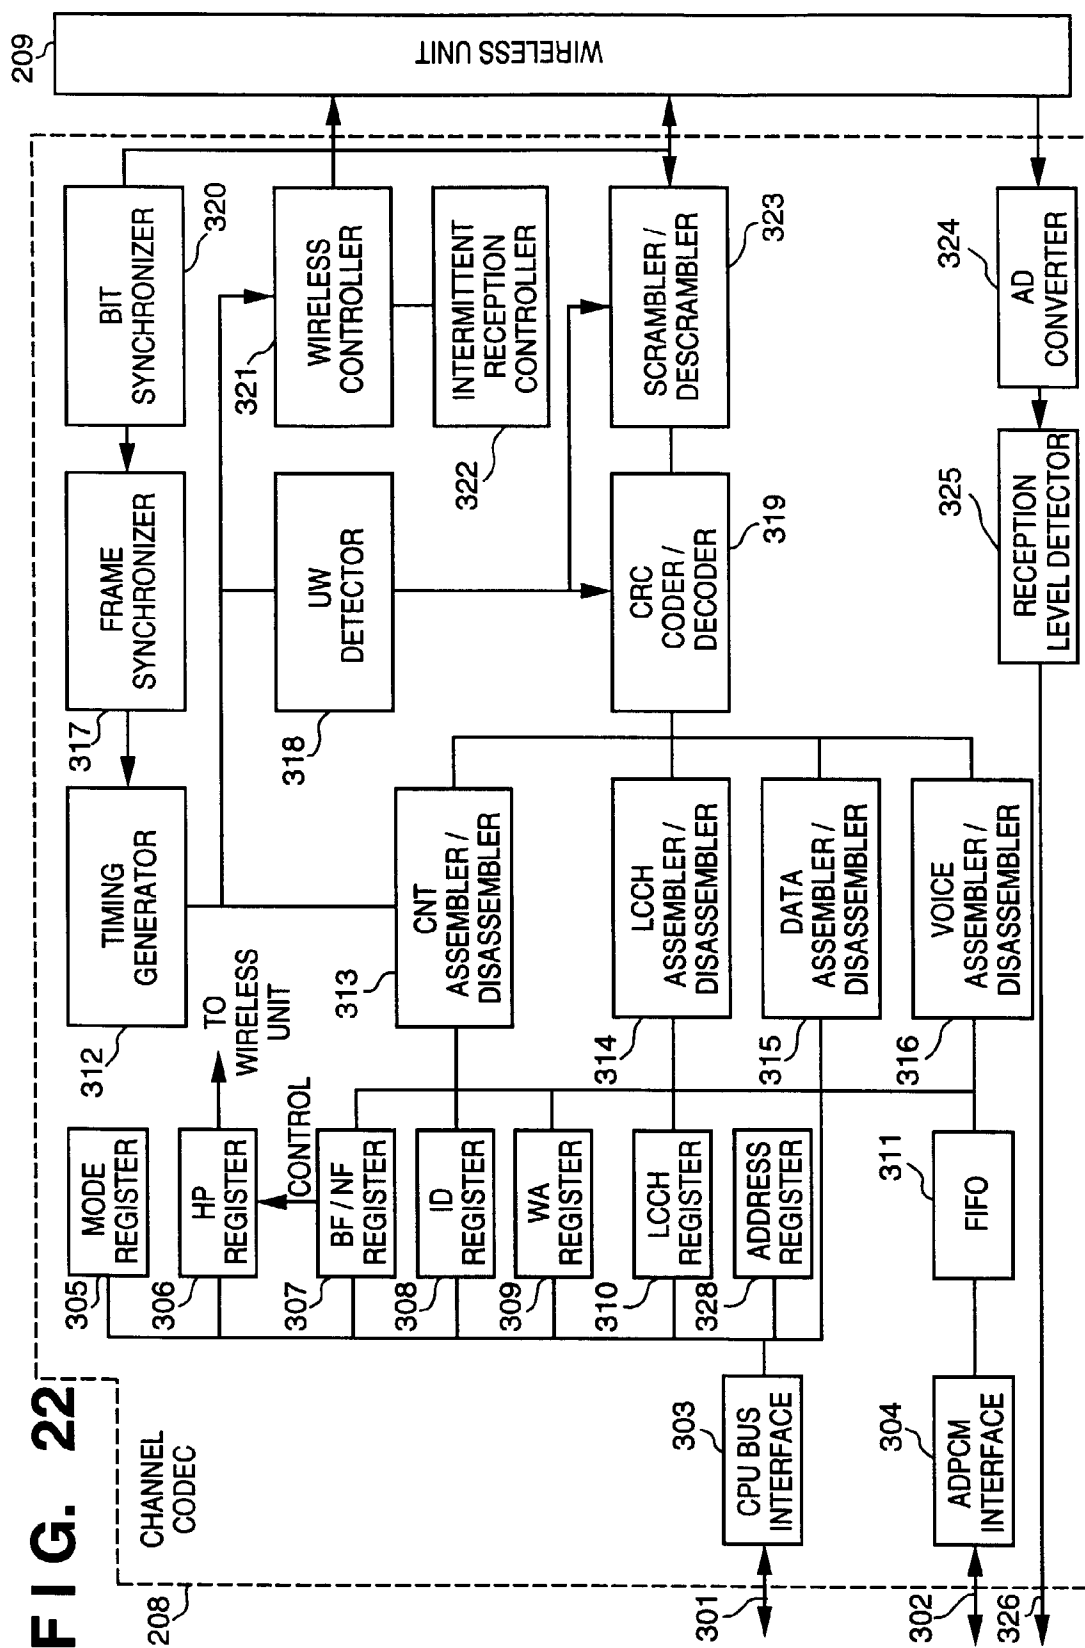 FIG. 22
CHANNEL
CODEC
208
301
302
326
CPU BUS
INTERFACE
303
ADPCM
INTERFACE
304
MODE
REGISTER
305
HP
REGISTER
306
TO
WIRELESS
UNIT
CONTROL
BF / NF
REGISTER
307
ID
REGISTER
308
WA
REGISTER
309
LCCH
REGISTER
310
ADDRESS
REGISTER
328
FIFO
311
TIMING
GENERATOR
312
CNT
ASSEMBLER /
DISASSEMBLER
313
LCCH
ASSEMBLER /
DISASSEMBLER
314
DATA
ASSEMBLER /
DISASSEMBLER
315
VOICE
ASSEMBLER /
DISASSEMBLER
316
FRAME
SYNCHRONIZER
317
UW
DETECTOR
318
CRC
CODER /
DECODER
319
RECEPTION
LEVEL DETECTOR
325
BIT
SYNCHRONIZER
320
WIRELESS
CONTROLLER
321
INTERMITTENT
RECEPTION
CONTROLLER
322
SCRAMBLER /
DESCRAMBLER
323
AD
CONVERTER
324
WIRELESS UNIT
209